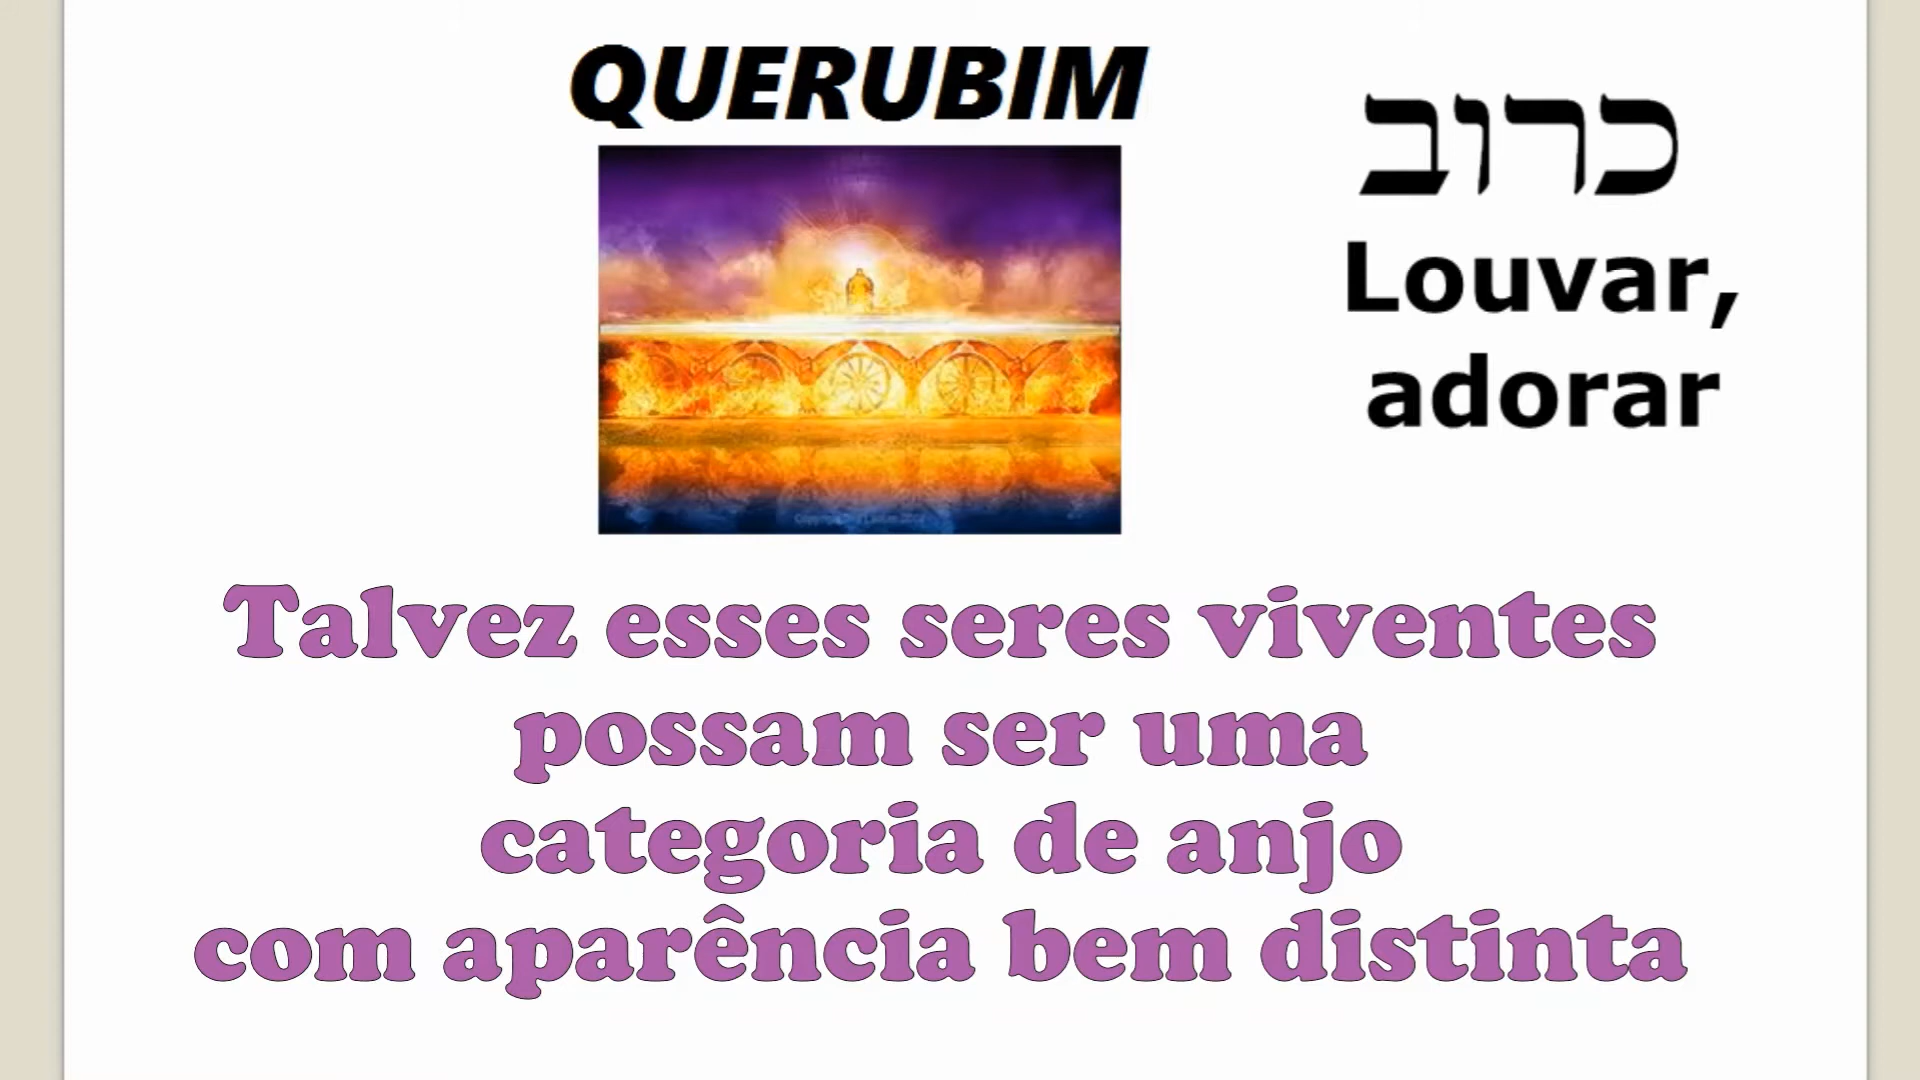 QUERUBIM
כרוב
Louvar,
adorar
Talvez esses seres viventes
possam ser uma
categoria de anjo
com aparência bem distinta